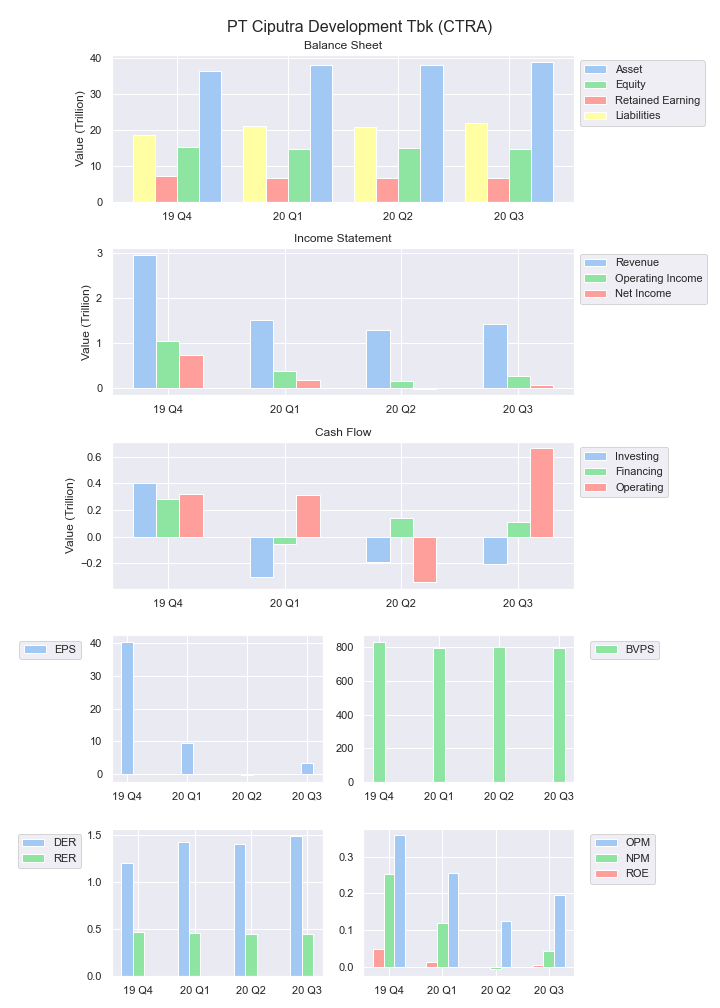 PT Ciputra Development Tbk (CTRA)
Balance Sheet
Value (Trillion)
40
30
20
10
0
19 Q4 20 Q1 20 Q2 20 Q3
Asset
Equity
Retained Earning
Liabilities
Income Statement
Value (Trillion)
3
2
1
0
19 Q4 20 Q1 20 Q2 20 Q3
Revenue
Operating Income
Net Income
Cash Flow
Value (Trillion)
0.6
0.4
0.2
0.0
−0.2
19 Q4 20 Q1 20 Q2 20 Q3
Investing
Financing
Operating
EPS
40
30
20
10
0
19 Q4 20 Q1 20 Q2 20 Q3
800
600
400
200
0
19 Q4 20 Q1 20 Q2 20 Q3
BVPS
DER
RER
1.5
1.0
0.5
0.0
19 Q4 20 Q1 20 Q2 20 Q3
0.3
0.2
0.1
0.0
19 Q4 20 Q1 20 Q2 20 Q3
OPM
NPM
ROE